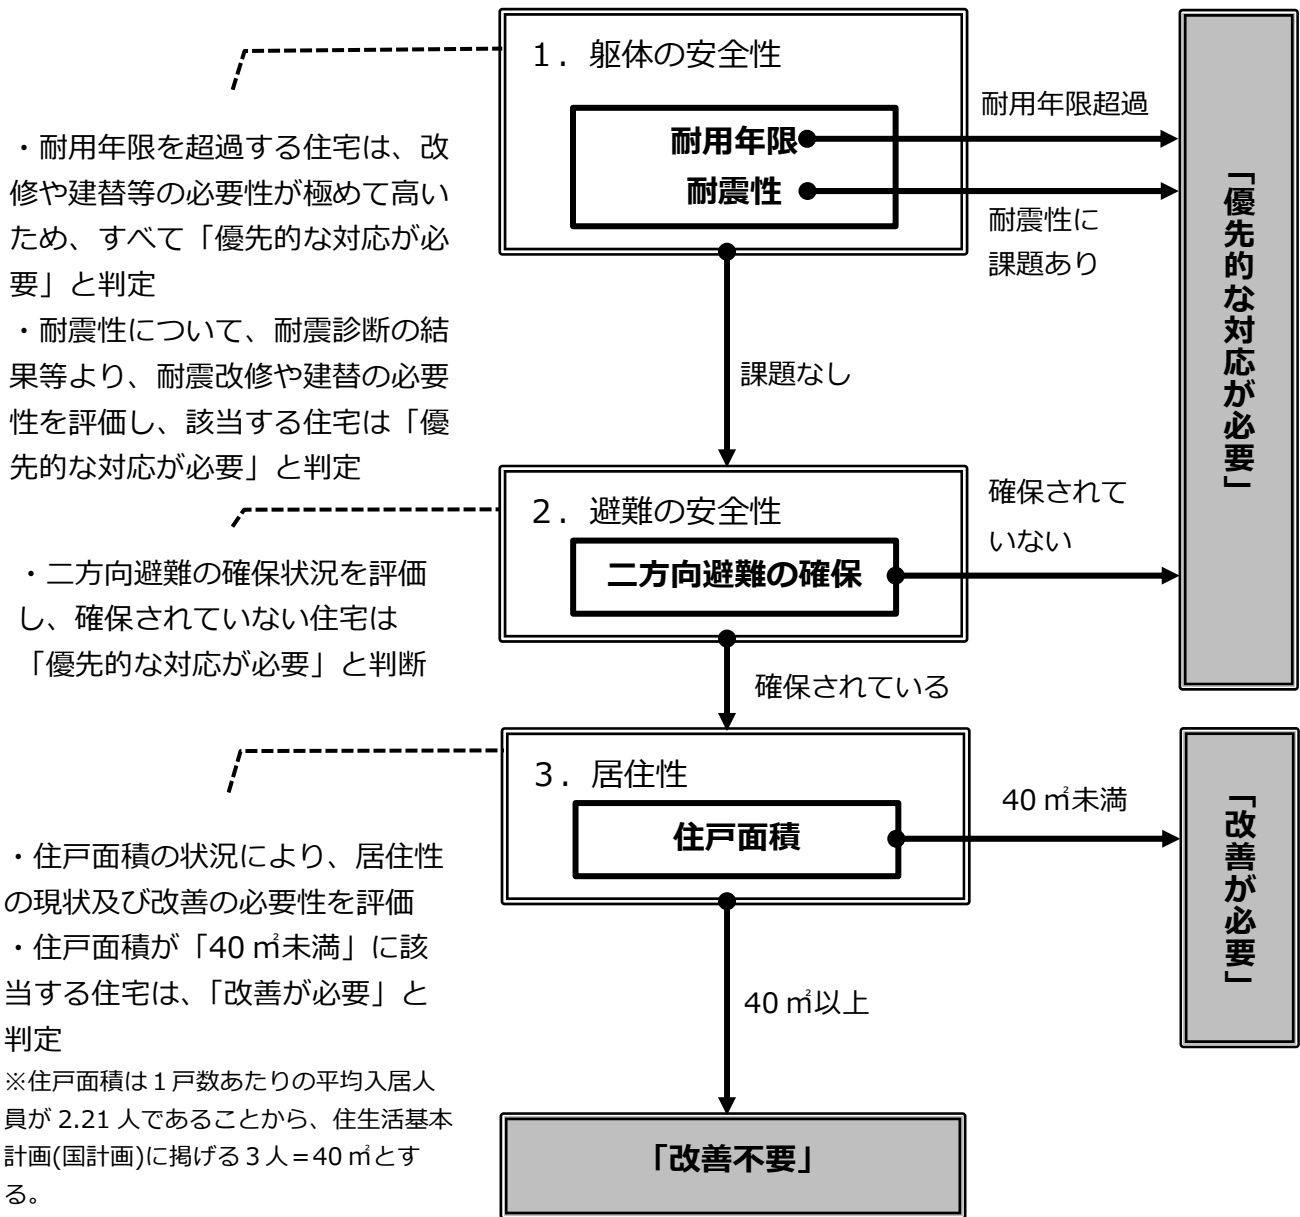 1．躯体の安全性
耐用年限
耐震性
耐用年限超過
耐震性に
課題あり
「優先的な対応が必要」
・耐用年限を超過する住宅は、改
修や建替等の必要性が極めて高い
ため、すべて「優先的な対応が必
要」と判定
・耐震性について、耐震診断の結
果等より、耐震改修や建替の必要
性を評価し、該当する住宅は「優
先的な対応が必要」と判定
課題なし
2．避難の安全性
二方向避難の確保
確保されて
いない
・二方向避難の確保状況を評価
し、確保されていない住宅は
「優先的な対応が必要」と判断
確保されている
3．居住性
住戸面積
40 ㎡未満
「改善が必要」
・住戸面積の状況により、居住性
の現状及び改善の必要性を評価
・住戸面積が「40 ㎡未満」に該
当する住宅は、「改善が必要」と
判定
※住戸面積は１戸数あたりの平均入居人
員が 2.21 人であることから、住生活基本
計画(国計画)に掲げる３人＝40 ㎡とす
る。
40 ㎡以上
「改善不要」